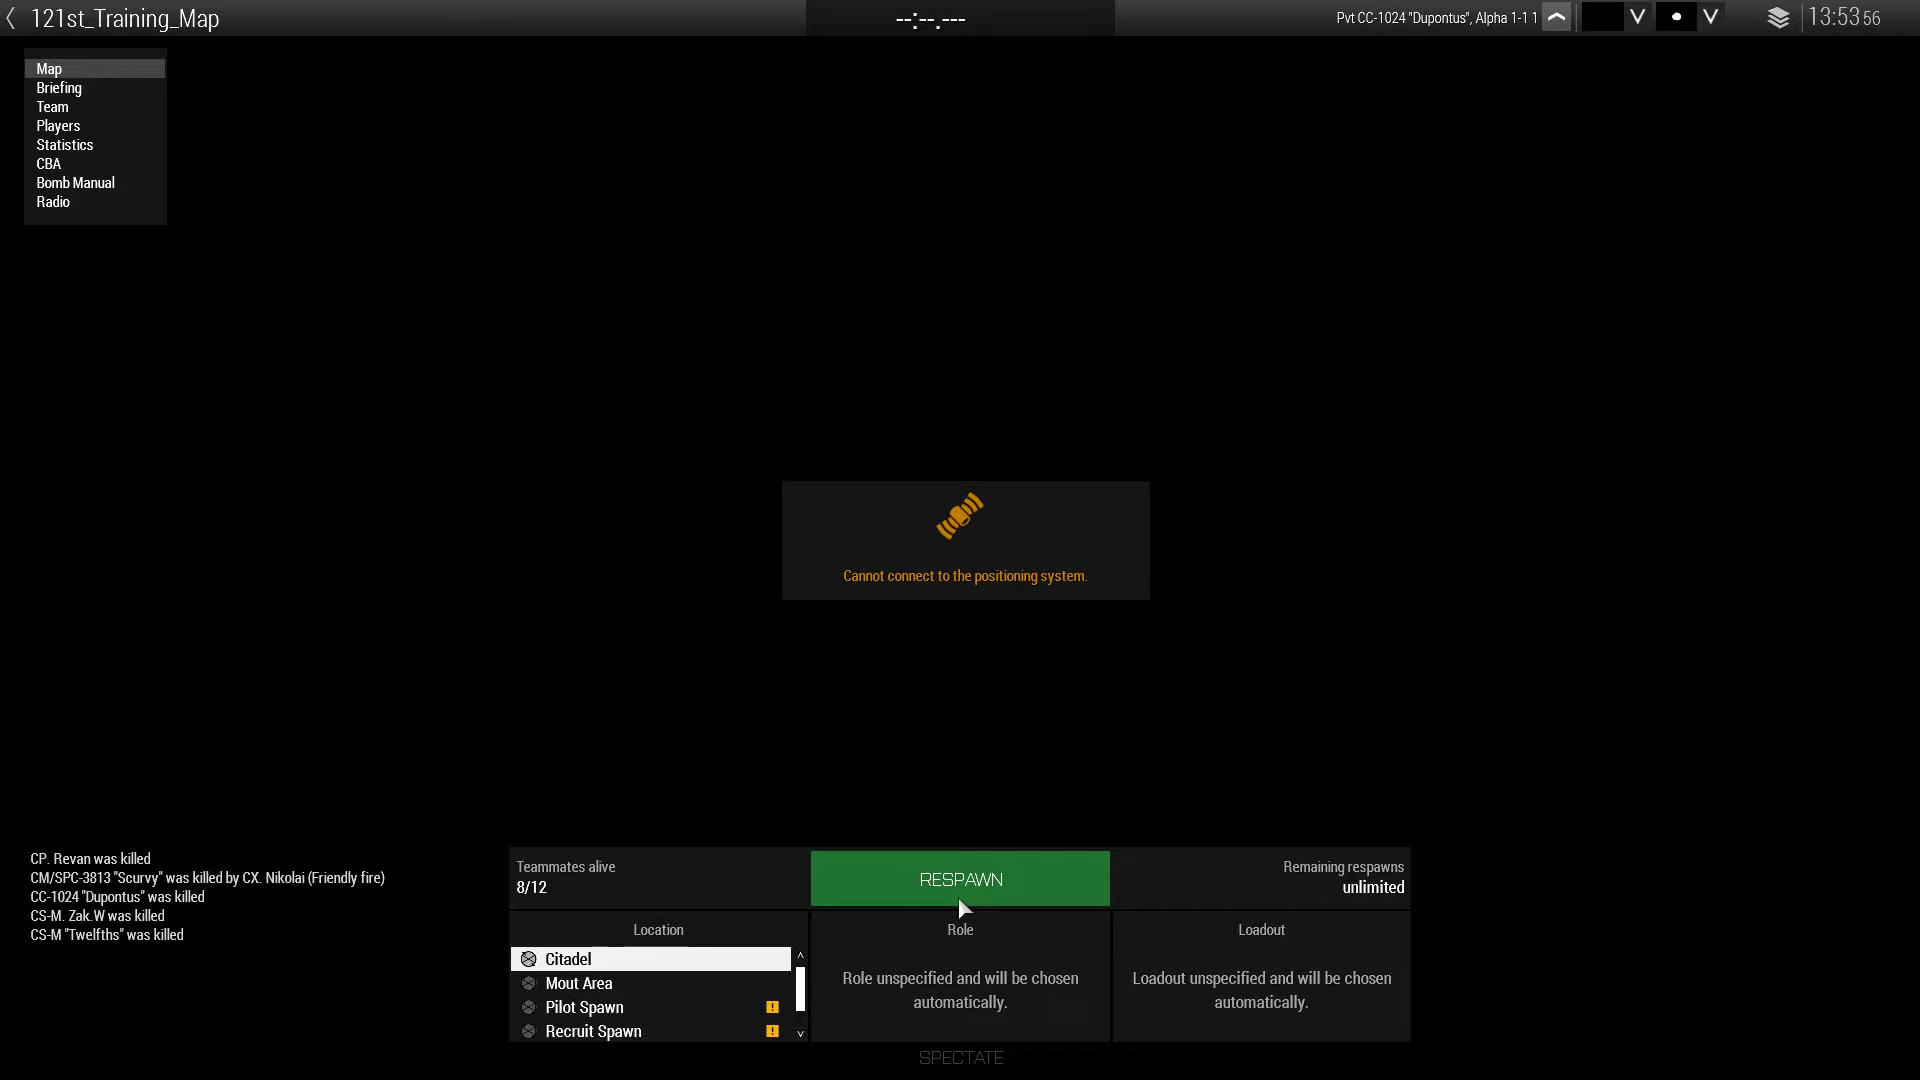 121st_Training_Map
--:--.---
Pvt CC-1024 "Dupontus", Alpha 1-1 1
13:53 56
Map
Briefing
Team
Players
Statistics
CBA
Bomb Manual
Radio
Cannot connect to the positioning system.
CP. Revan was killed
CM/SPC-3813 "Scurvy" was killed by CX. Nikolai (Friendly fire)
CC-1024 "Dupontus" was killed
CS-M. Zak.W was killed
CS-M "Twelfths" was killed
Teammates alive
8/12
RESPAWN
Remaining respawns
unlimited
Location
Citadel
Mout Area
Pilot Spawn
Recruit Spawn
Role
Role unspecified and will be chosen
automatically.
Loadout
Loadout unspecified and will be chosen
automatically.
SPECTATE